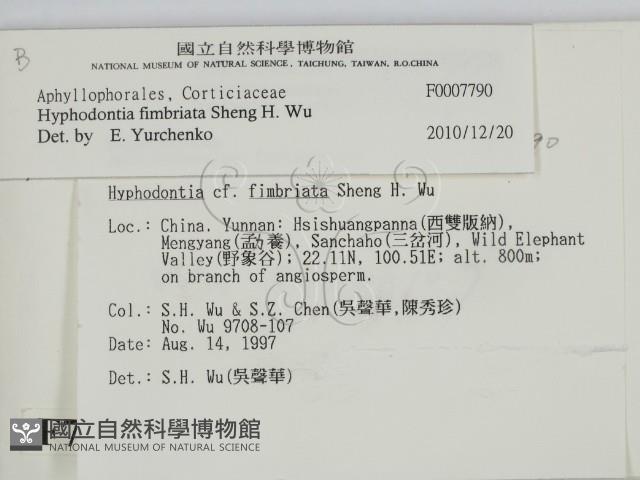 B
國立自然科學博物館
NATIONAL MUSEUM OF NATURAL SCIENCE, TAICHUNG, TAIWAN, R.O.CHINA
Aphyllophorales, Corticiaceae F0007790
Hyphodontia fimbriata Sheng H. Wu
Det. by E. Yurchenko 2010/12/20
90
Hyphodontia cf. fimbriata Sheng H. Wu
Loc.: China. Yunnan: Hsishuangpanna(西雙版納),
Mengyang(孟養), Sanchaho(三岔河), Wild Elephant
Valley(野象谷); 22.11N, 100.51E; alt. 800m;
on branch of angiosperm.
Col.: S.H. Wu & S.Z. Chen(吳聲華,陳秀珍)
No. Wu 9708-107
Date: Aug. 14, 1997
Det.: S.H. Wu(吳聲華)
國立自然科學博物館
NATIONAL MUSEUM OF NATURAL SCIENCE